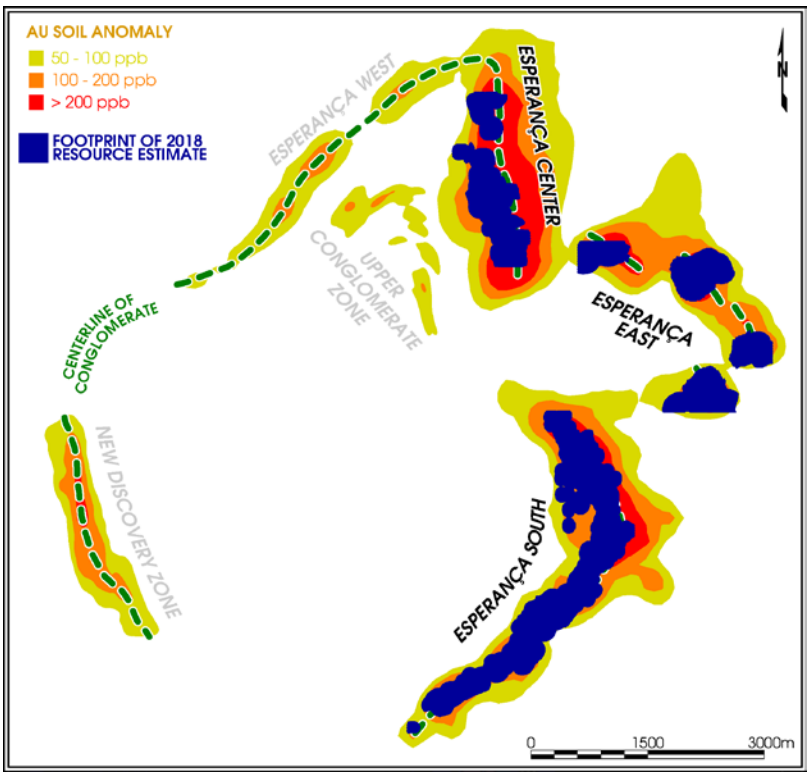 AU SOIL ANOMALY
50 - 100 ppb
100 - 200 ppb
> 200 ppb
FOOTPRINT OF 2018
RESOURCE ESTIMATE
N
ESPERANÇA WEST
ESPERANÇA CENTER
UPPER
CONGLOMERATE
ZONE
ESPERANÇA
EAST
CENTERLINE OF
CONGLOMERATE
NEW DISCOVERY ZONE
ESPERANÇA SOUTH
0 1500 3000m